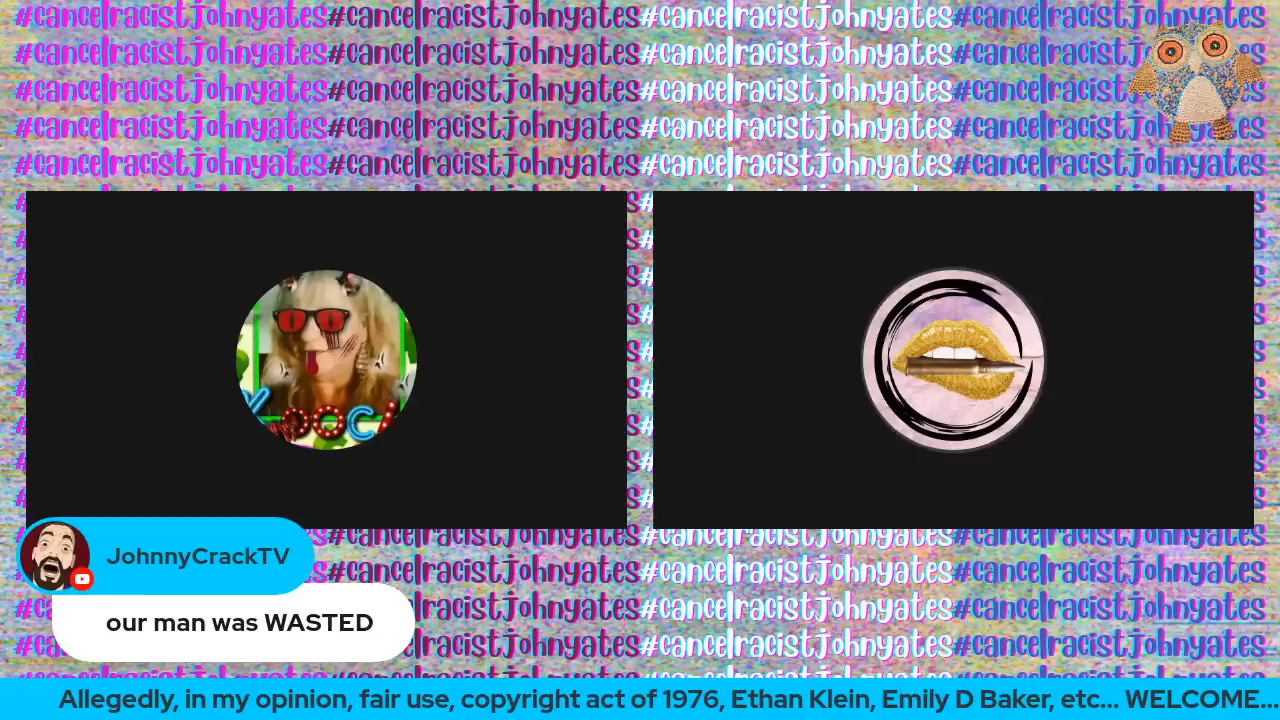 #cancelracistjohnyates#cancelracistjohnyates#cancelracistjohnyates#cancelracistjohnyates
#cancelracistjohnyates#cancelracistjohnyates#cancelracistjohnyates#cancelracistjohnyates
#cancelracistjohnyates#cancelracistjohnyates#cancelracistjohnyates#cancelracistjohnyates
#cancelracistjohnyates#cancelracistjohnyates#cancelracistjohnyates#cancelracistjohnyates
#cancelracistjohnyates#cancelracistjohnyates#cancelracistjohnyates#cancelracistjohnyates
JohnnyCrackTV
our man was WASTED
#cancelracistjohnyates#cancelracistjohnyates
#cancelracistjohnyates#cancelracistjohnyates
#cancelracistjohnyates#cancelracistjohnyates
#cancelracistjohnyates#cancelracistjohnyates
Allegedly, in my opinion, fair use, copyright act of 1976, Ethan Klein, Emily D Baker, etc... WELCOME...